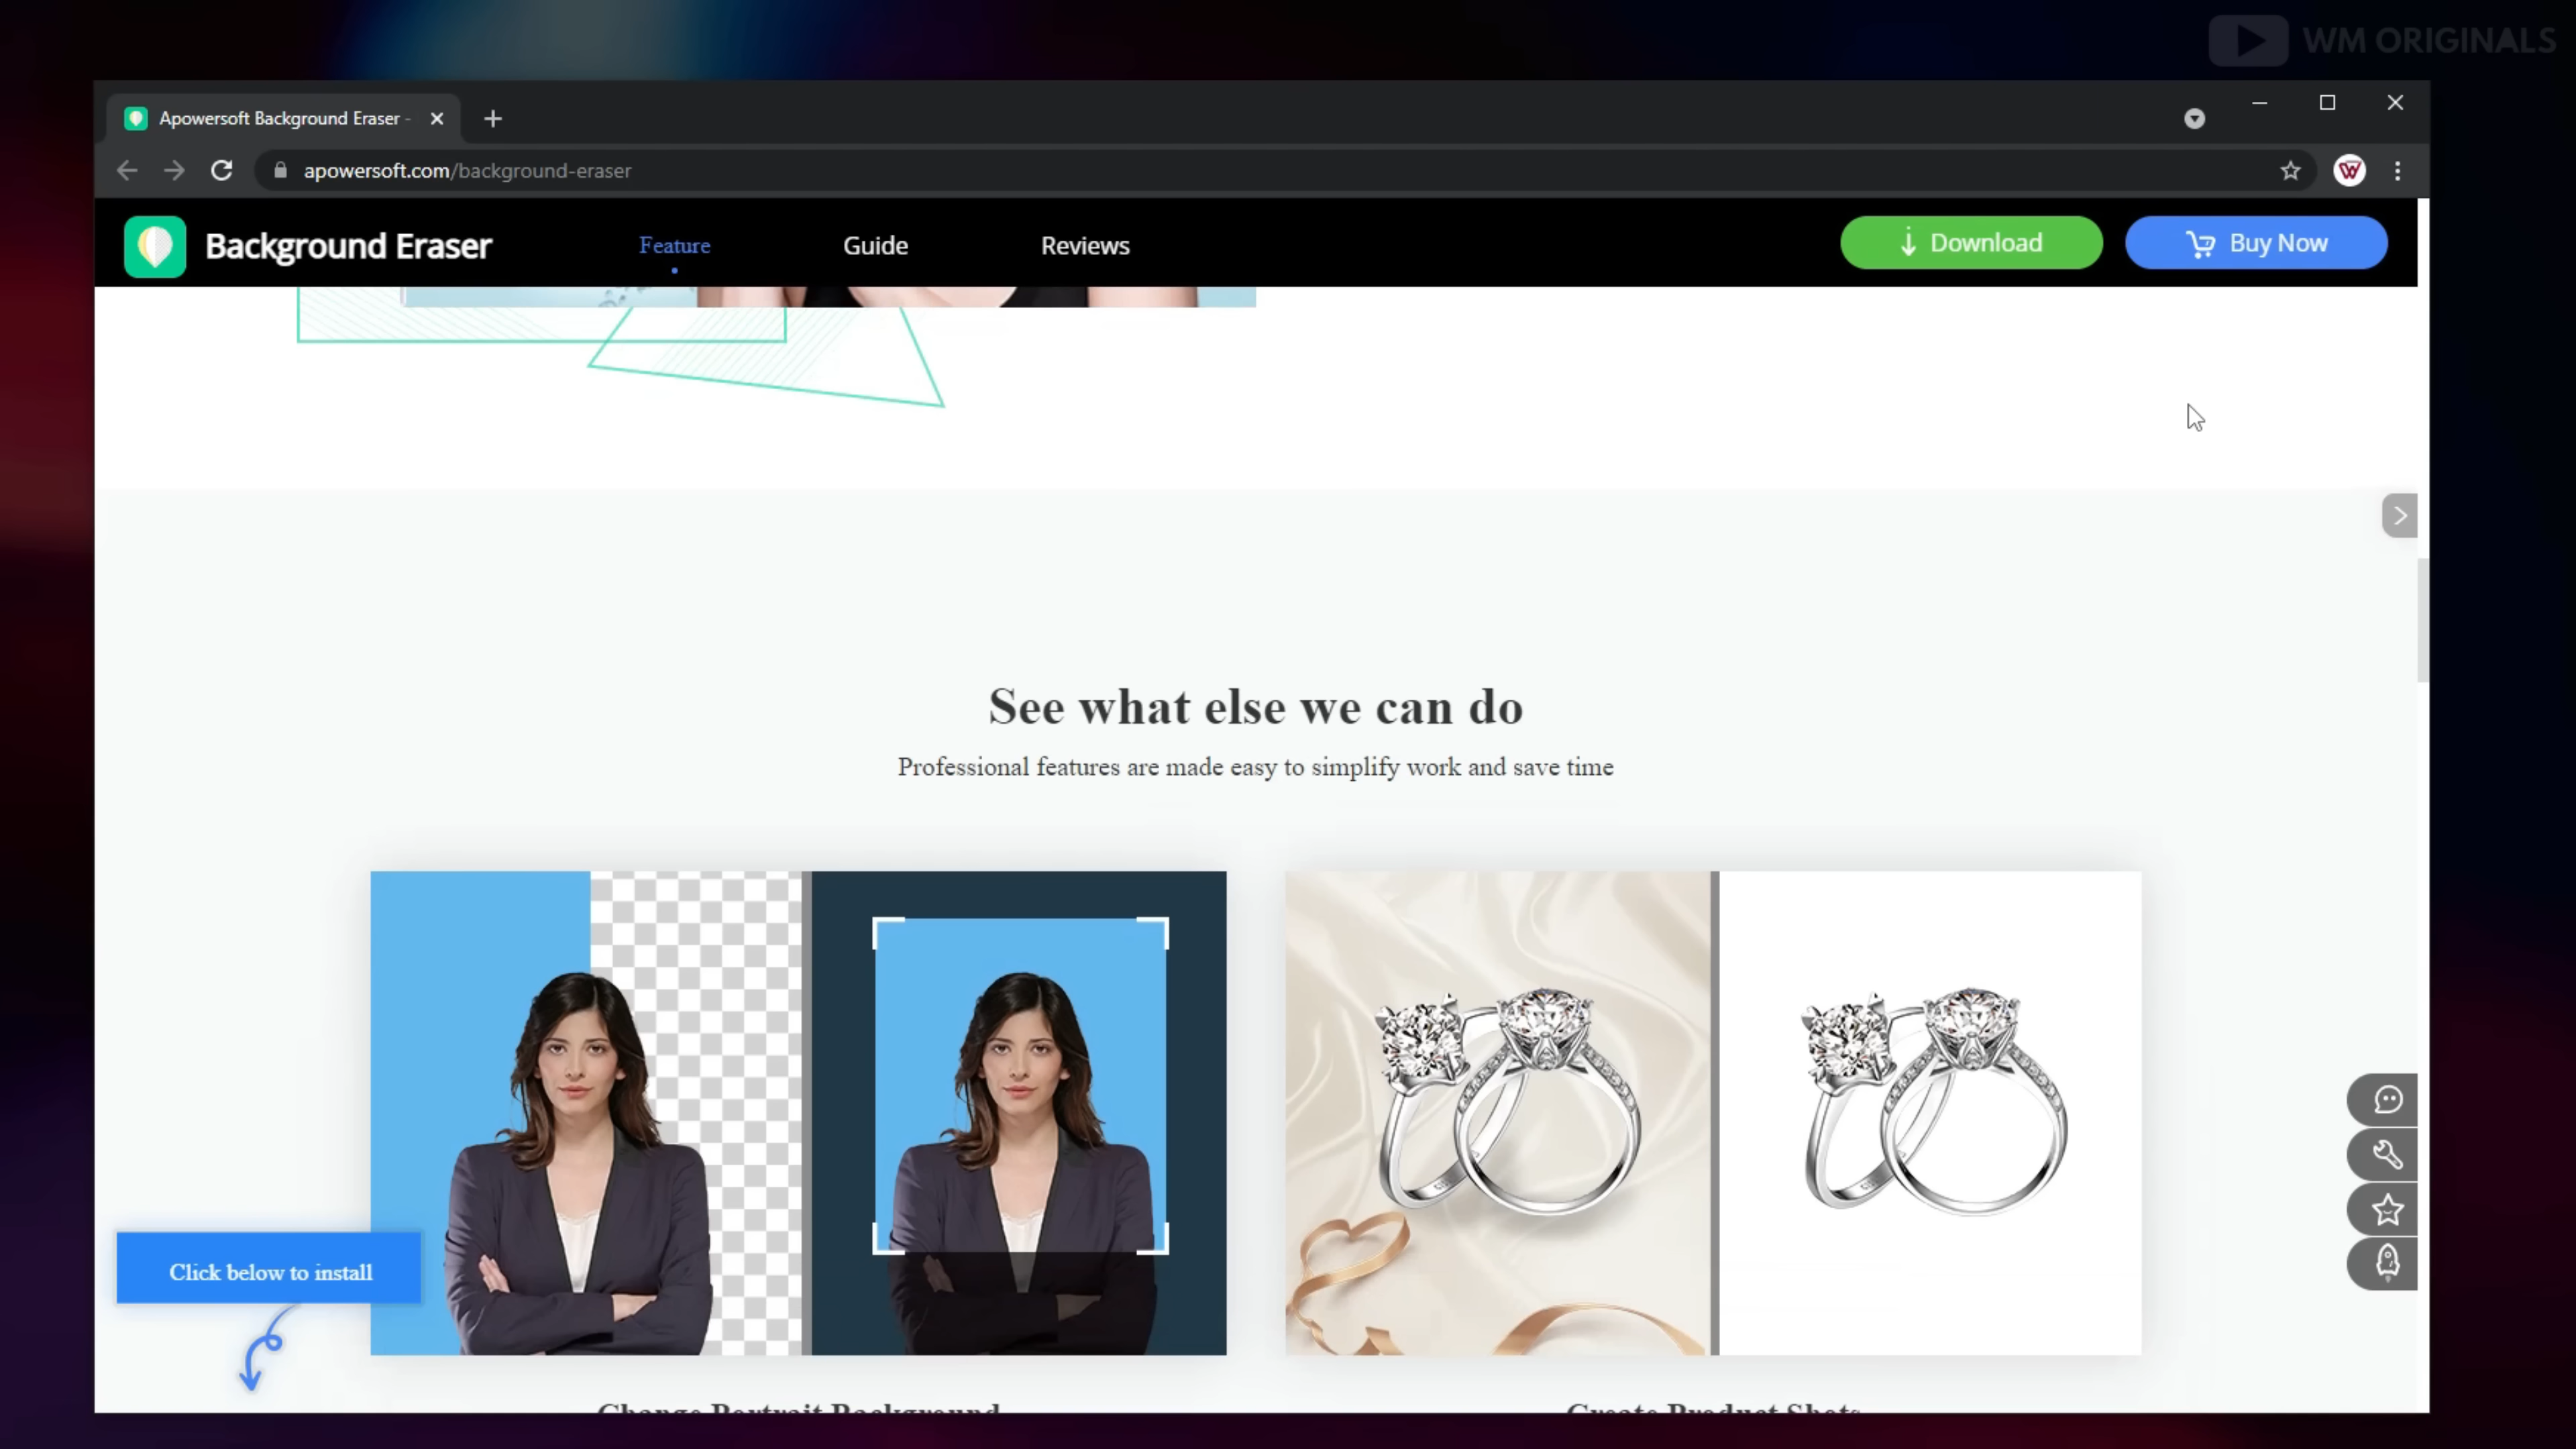 WM ORIGINALS
Apowersoft Background Eraser -
apowersoft.com/background-eraser
Background Eraser
Feature
Guide
Reviews
Download
Buy Now
See what else we can do
Professional features are made easy to simplify work and save time
Click below to install
Change Portrait Background
Create Product Shots